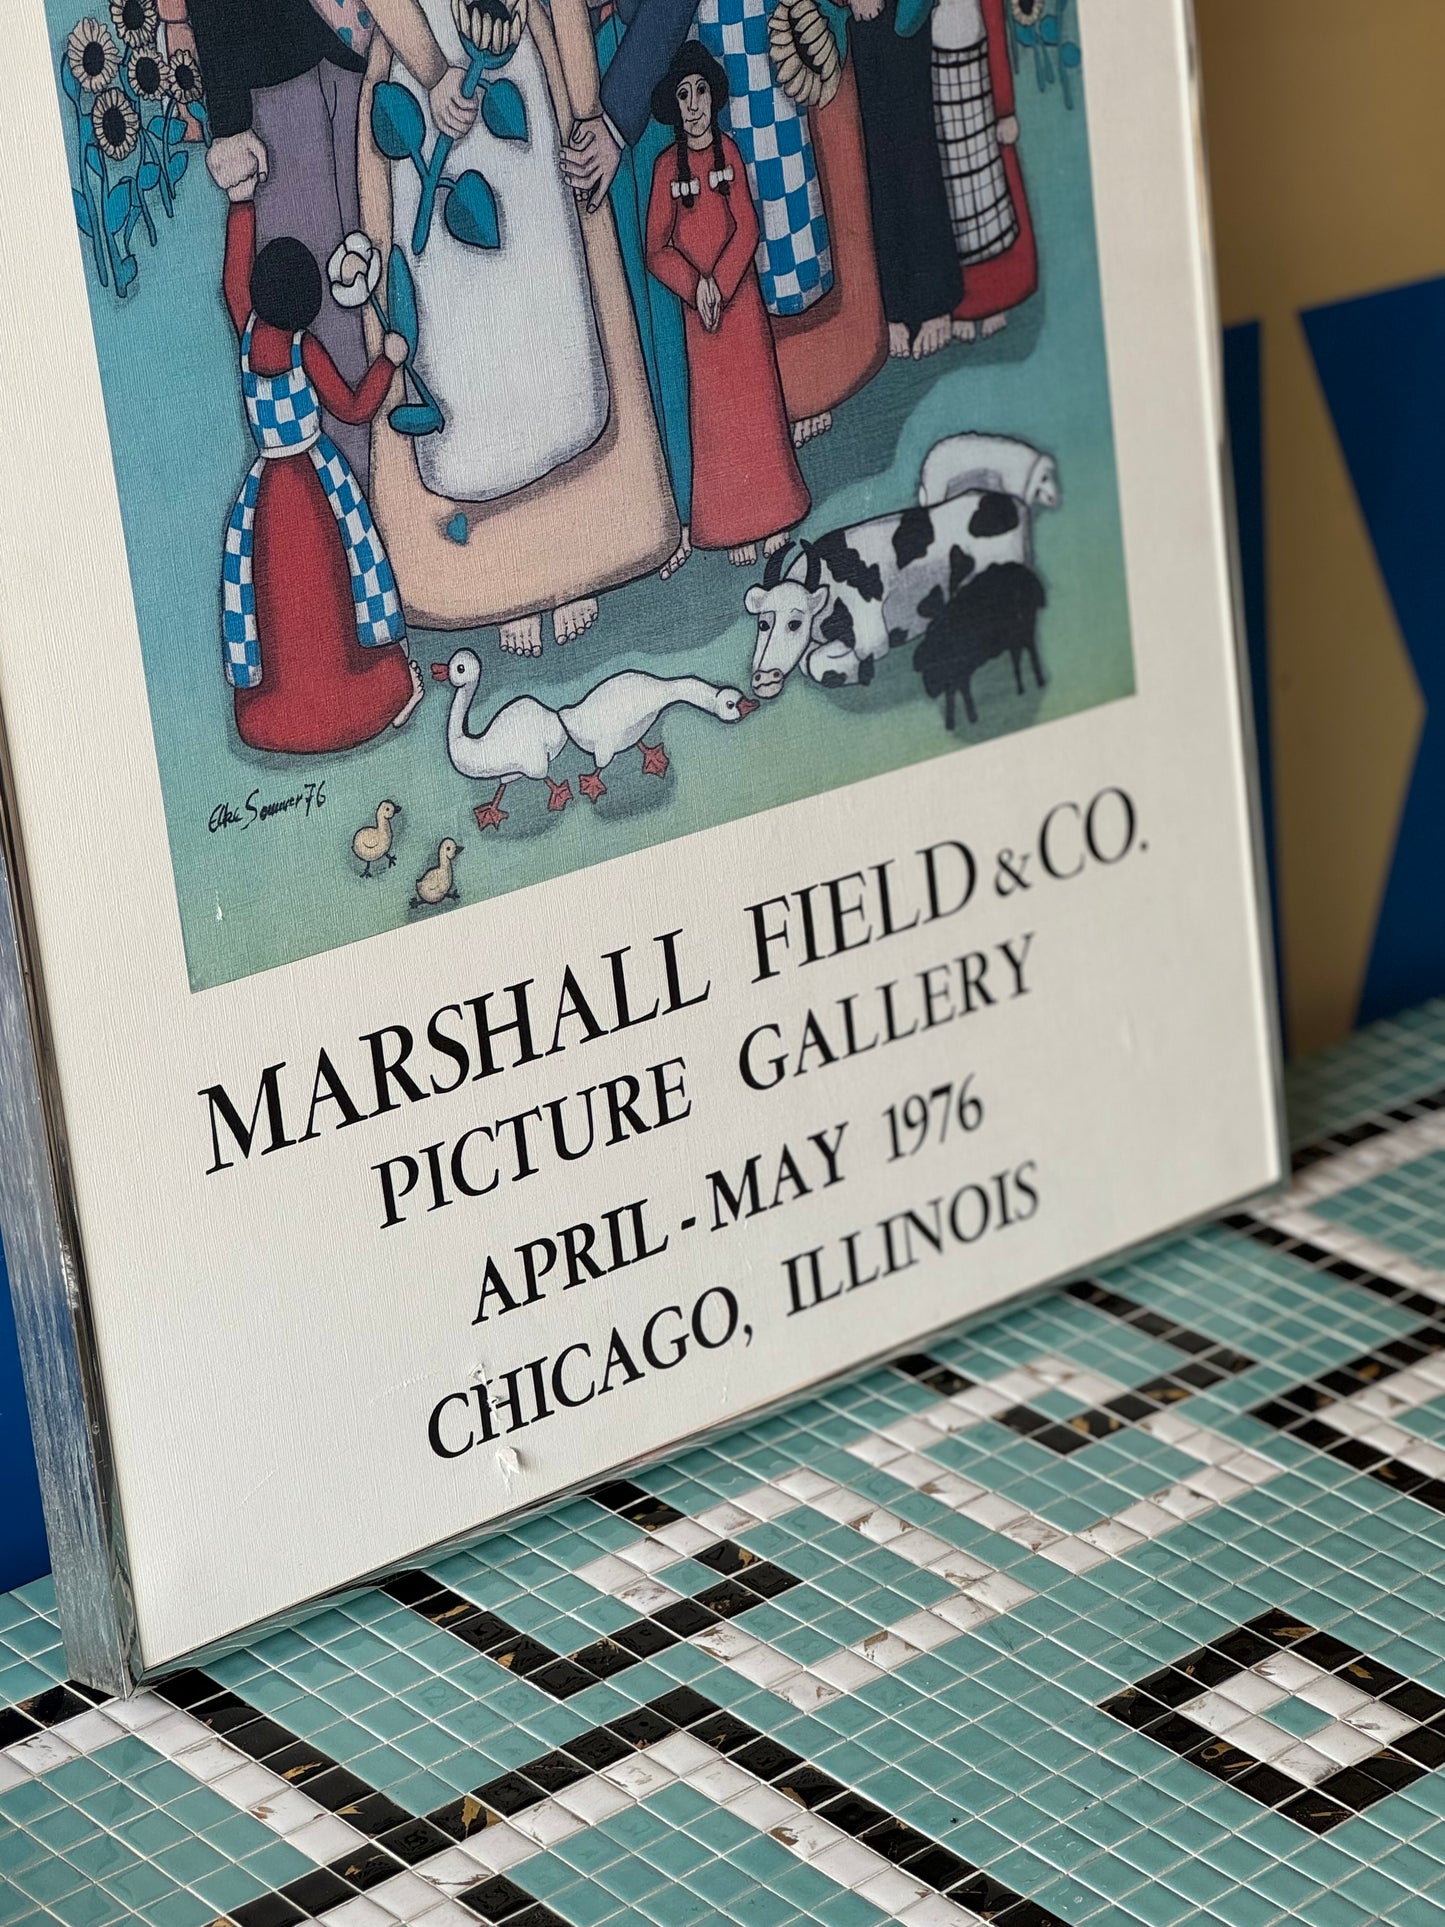 Elke Sommer 76
MARSHALL FIELD & CO.
PICTURE GALLERY
APRIL - MAY 1976
CHICAGO, ILLINOIS